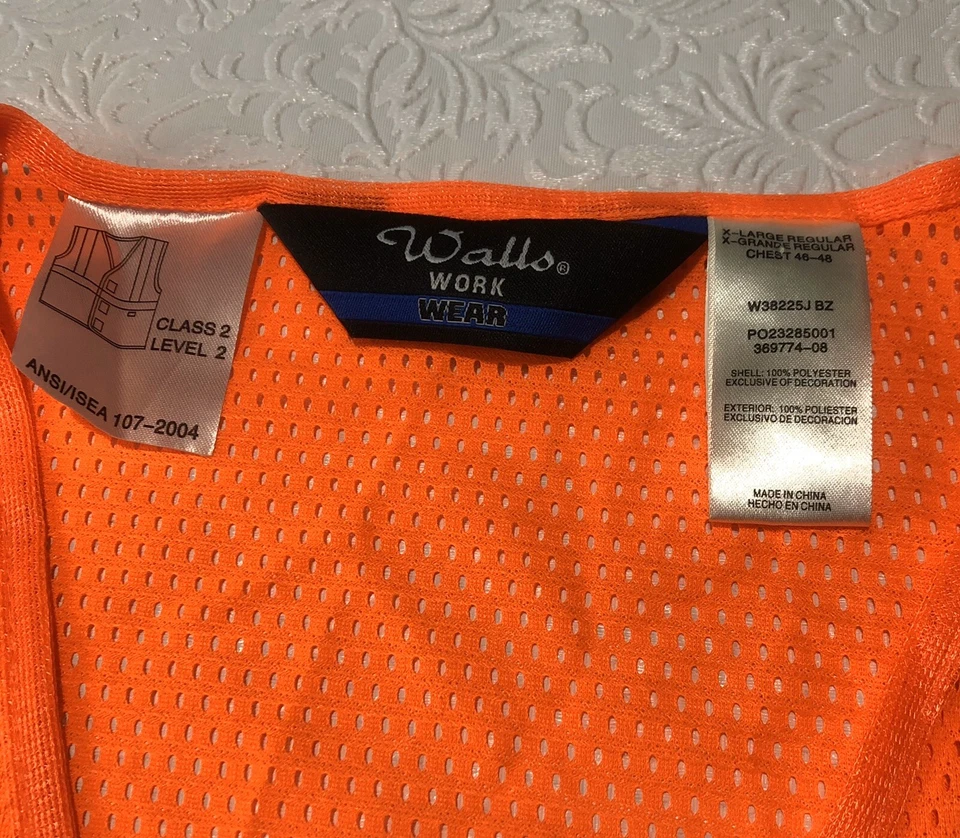 CLASS 2
LEVEL 2
ANSI/ISEA 107-2004
Walls®
WORK
WEAR
X-LARGE REGULAR
X-GRANDE REGULAR
CHEST 46-48
W38225J BZ
PO23285001
369774-08
SHELL: 100% POLYESTER
EXCLUSIVE OF DECORATION
EXTERIOR: 100% POLIESTER
EXCLUSIVO DE DECORACIÓN
MADE IN CHINA
HECHO EN CHINA